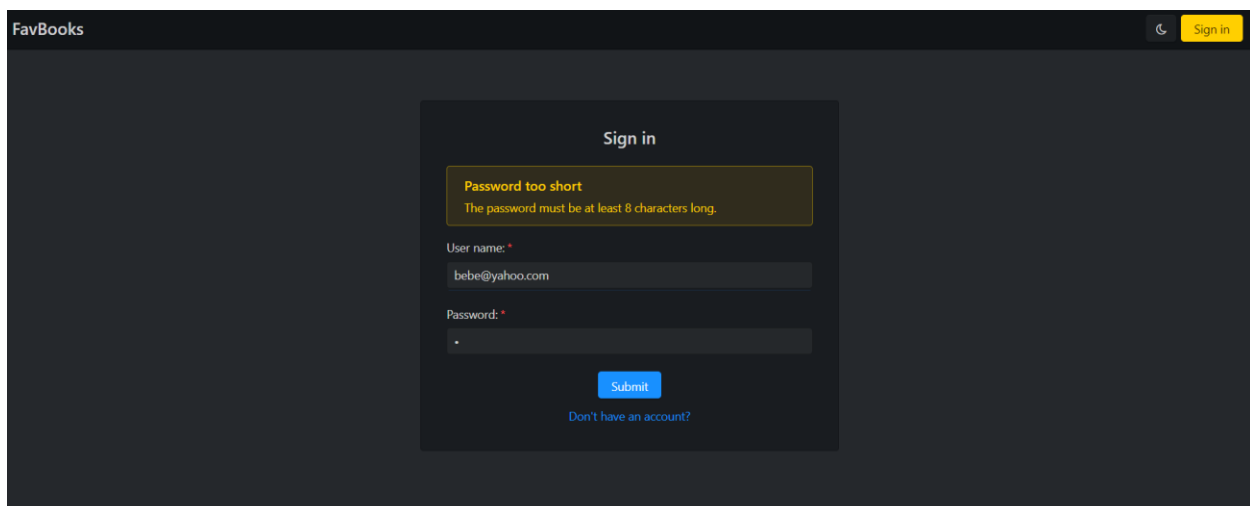 FavBooks
Sign in
Sign in
Password too short
The password must be at least 8 characters long.
User name: *
bebe@yahoo.com
Password: *
•
Submit
Don't have an account?